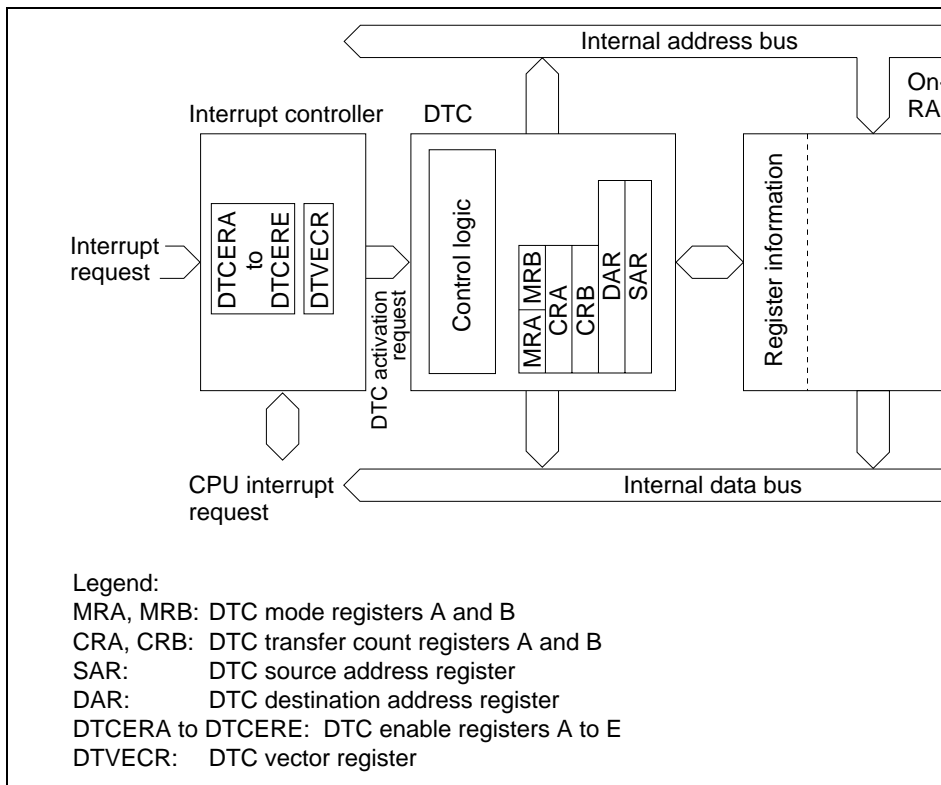 Internal address bus
On-
RA
Interrupt controller
DTC
Interrupt
request
DTCERA
to
DTCERE
DTVECR
DTC activation
request
Control logic
MRA
MRB
CRA
CRB
DAR
SAR
Register information
CPU interrupt
request
Internal data bus
Legend:
MRA, MRB: DTC mode registers A and B
CRA, CRB: DTC transfer count registers A and B
SAR: DTC source address register
DAR: DTC destination address register
DTCERA to DTCERE: DTC enable registers A to E
DTVECR: DTC vector register